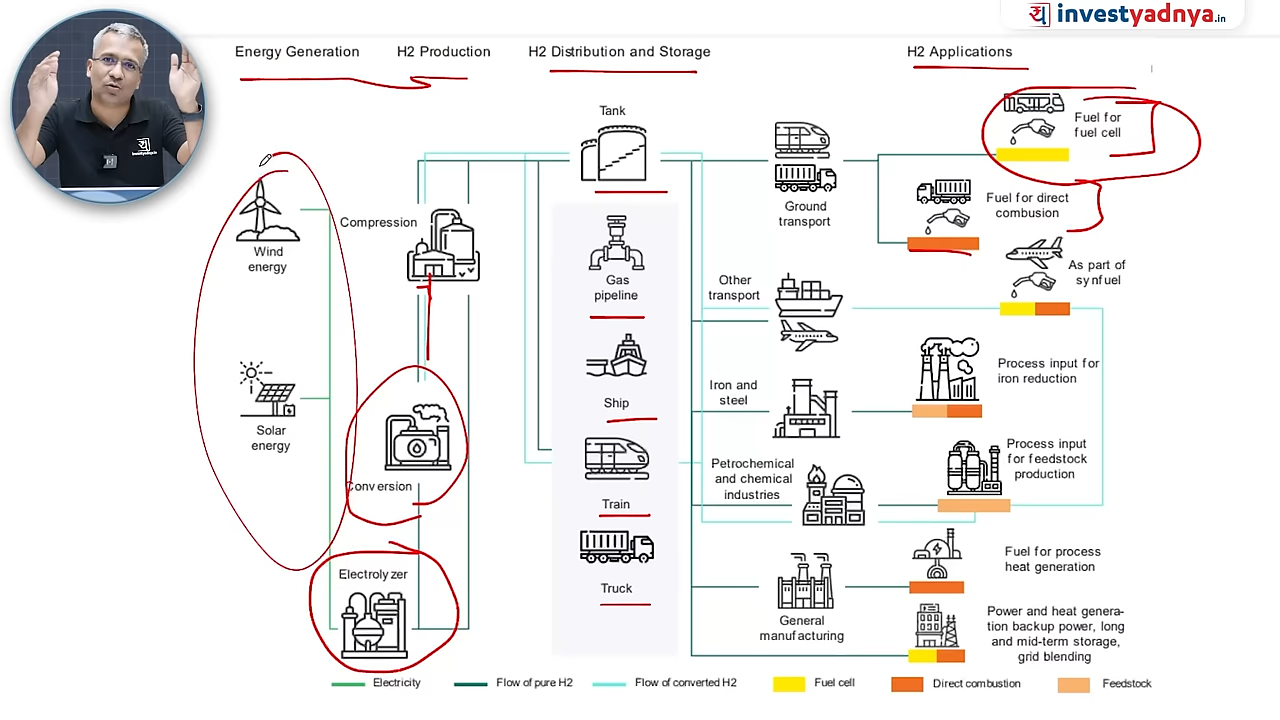 investyadnya.in
Energy Generation
H2 Production
H2 Distribution and Storage
H2 Applications
Wind
energy
Solar
energy
Compression
Conversion
Electrolyzer
Tank
Gas
pipeline
Ship
Train
Truck
Ground
transport
Other
transport
Iron and
steel
Petrochemical
and chemical
industries
General
manufacturing
Fuel for
fuel cell
Fuel for direct
combusion
As part of
synfuel
Process input for
iron reduction
Process input
for feedstock
production
Fuel for process
heat generation
Power and heat genera-
tion backup power, long
and mid-term storage,
grid blending
Electricity
Flow of pure H2
Flow of converted H2
Fuel cell
Direct combustion
Feedstock